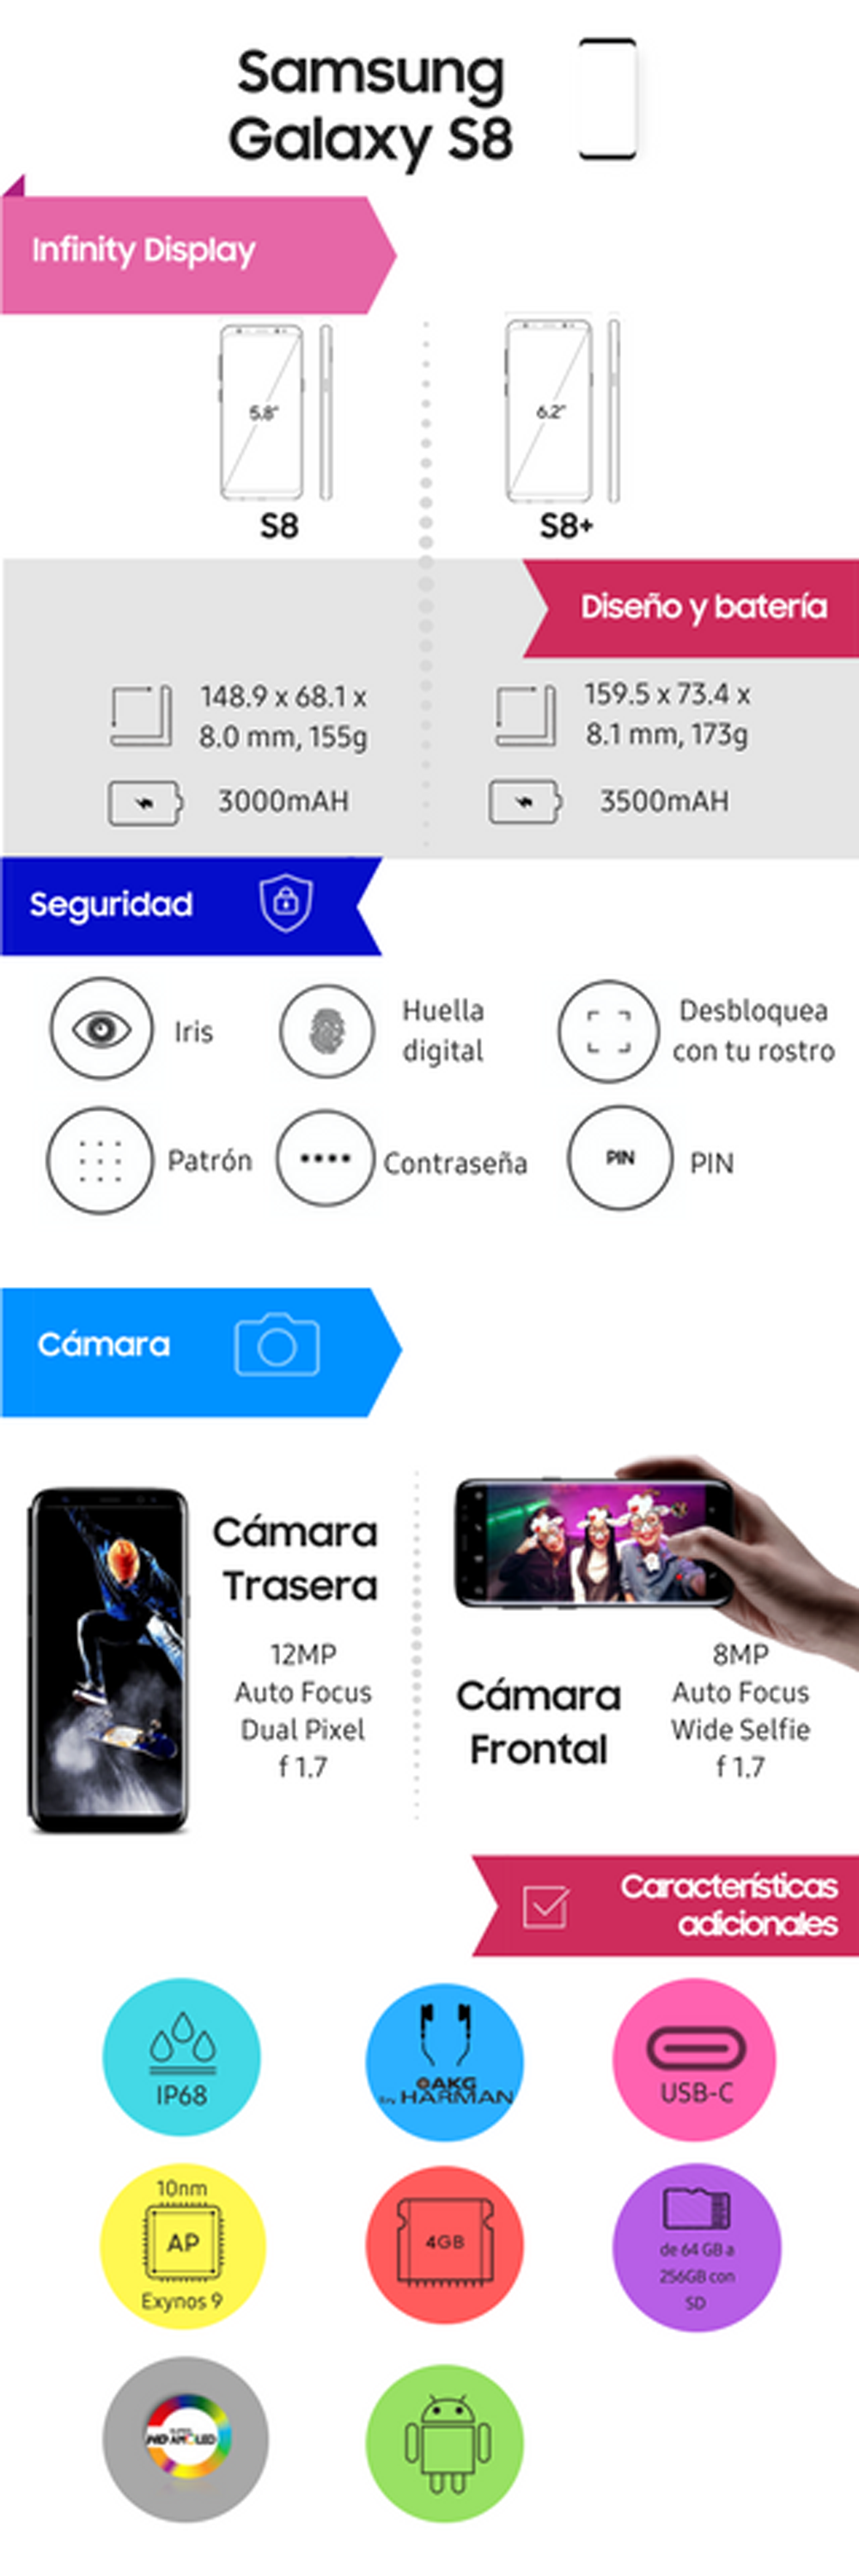 Samsung
Galaxy S8
Infinity Display
5.8"
6.2"
S8
S8+
Diseño y batería
148.9 x 68.1 x
8.0 mm, 155g
159.5 x 73.4 x
8.1 mm, 173g
3000mAH
3500mAH
Seguridad
Iris
Huella
digital
Desbloquea
con tu rostro
Patrón
Contraseña
PIN
PIN
Cámara
Cámara
Trasera
12MP
Auto Focus
Dual Pixel
f 1.7
Cámara
Frontal
8MP
Auto Focus
Wide Selfie
f 1.7
Características
adicionales
IP68
AKG
by HARMAN
USB-C
10nm
AP
Exynos 9
4GB
de 64 GB a
256GB con
SD
SUPER
HD AMOLED